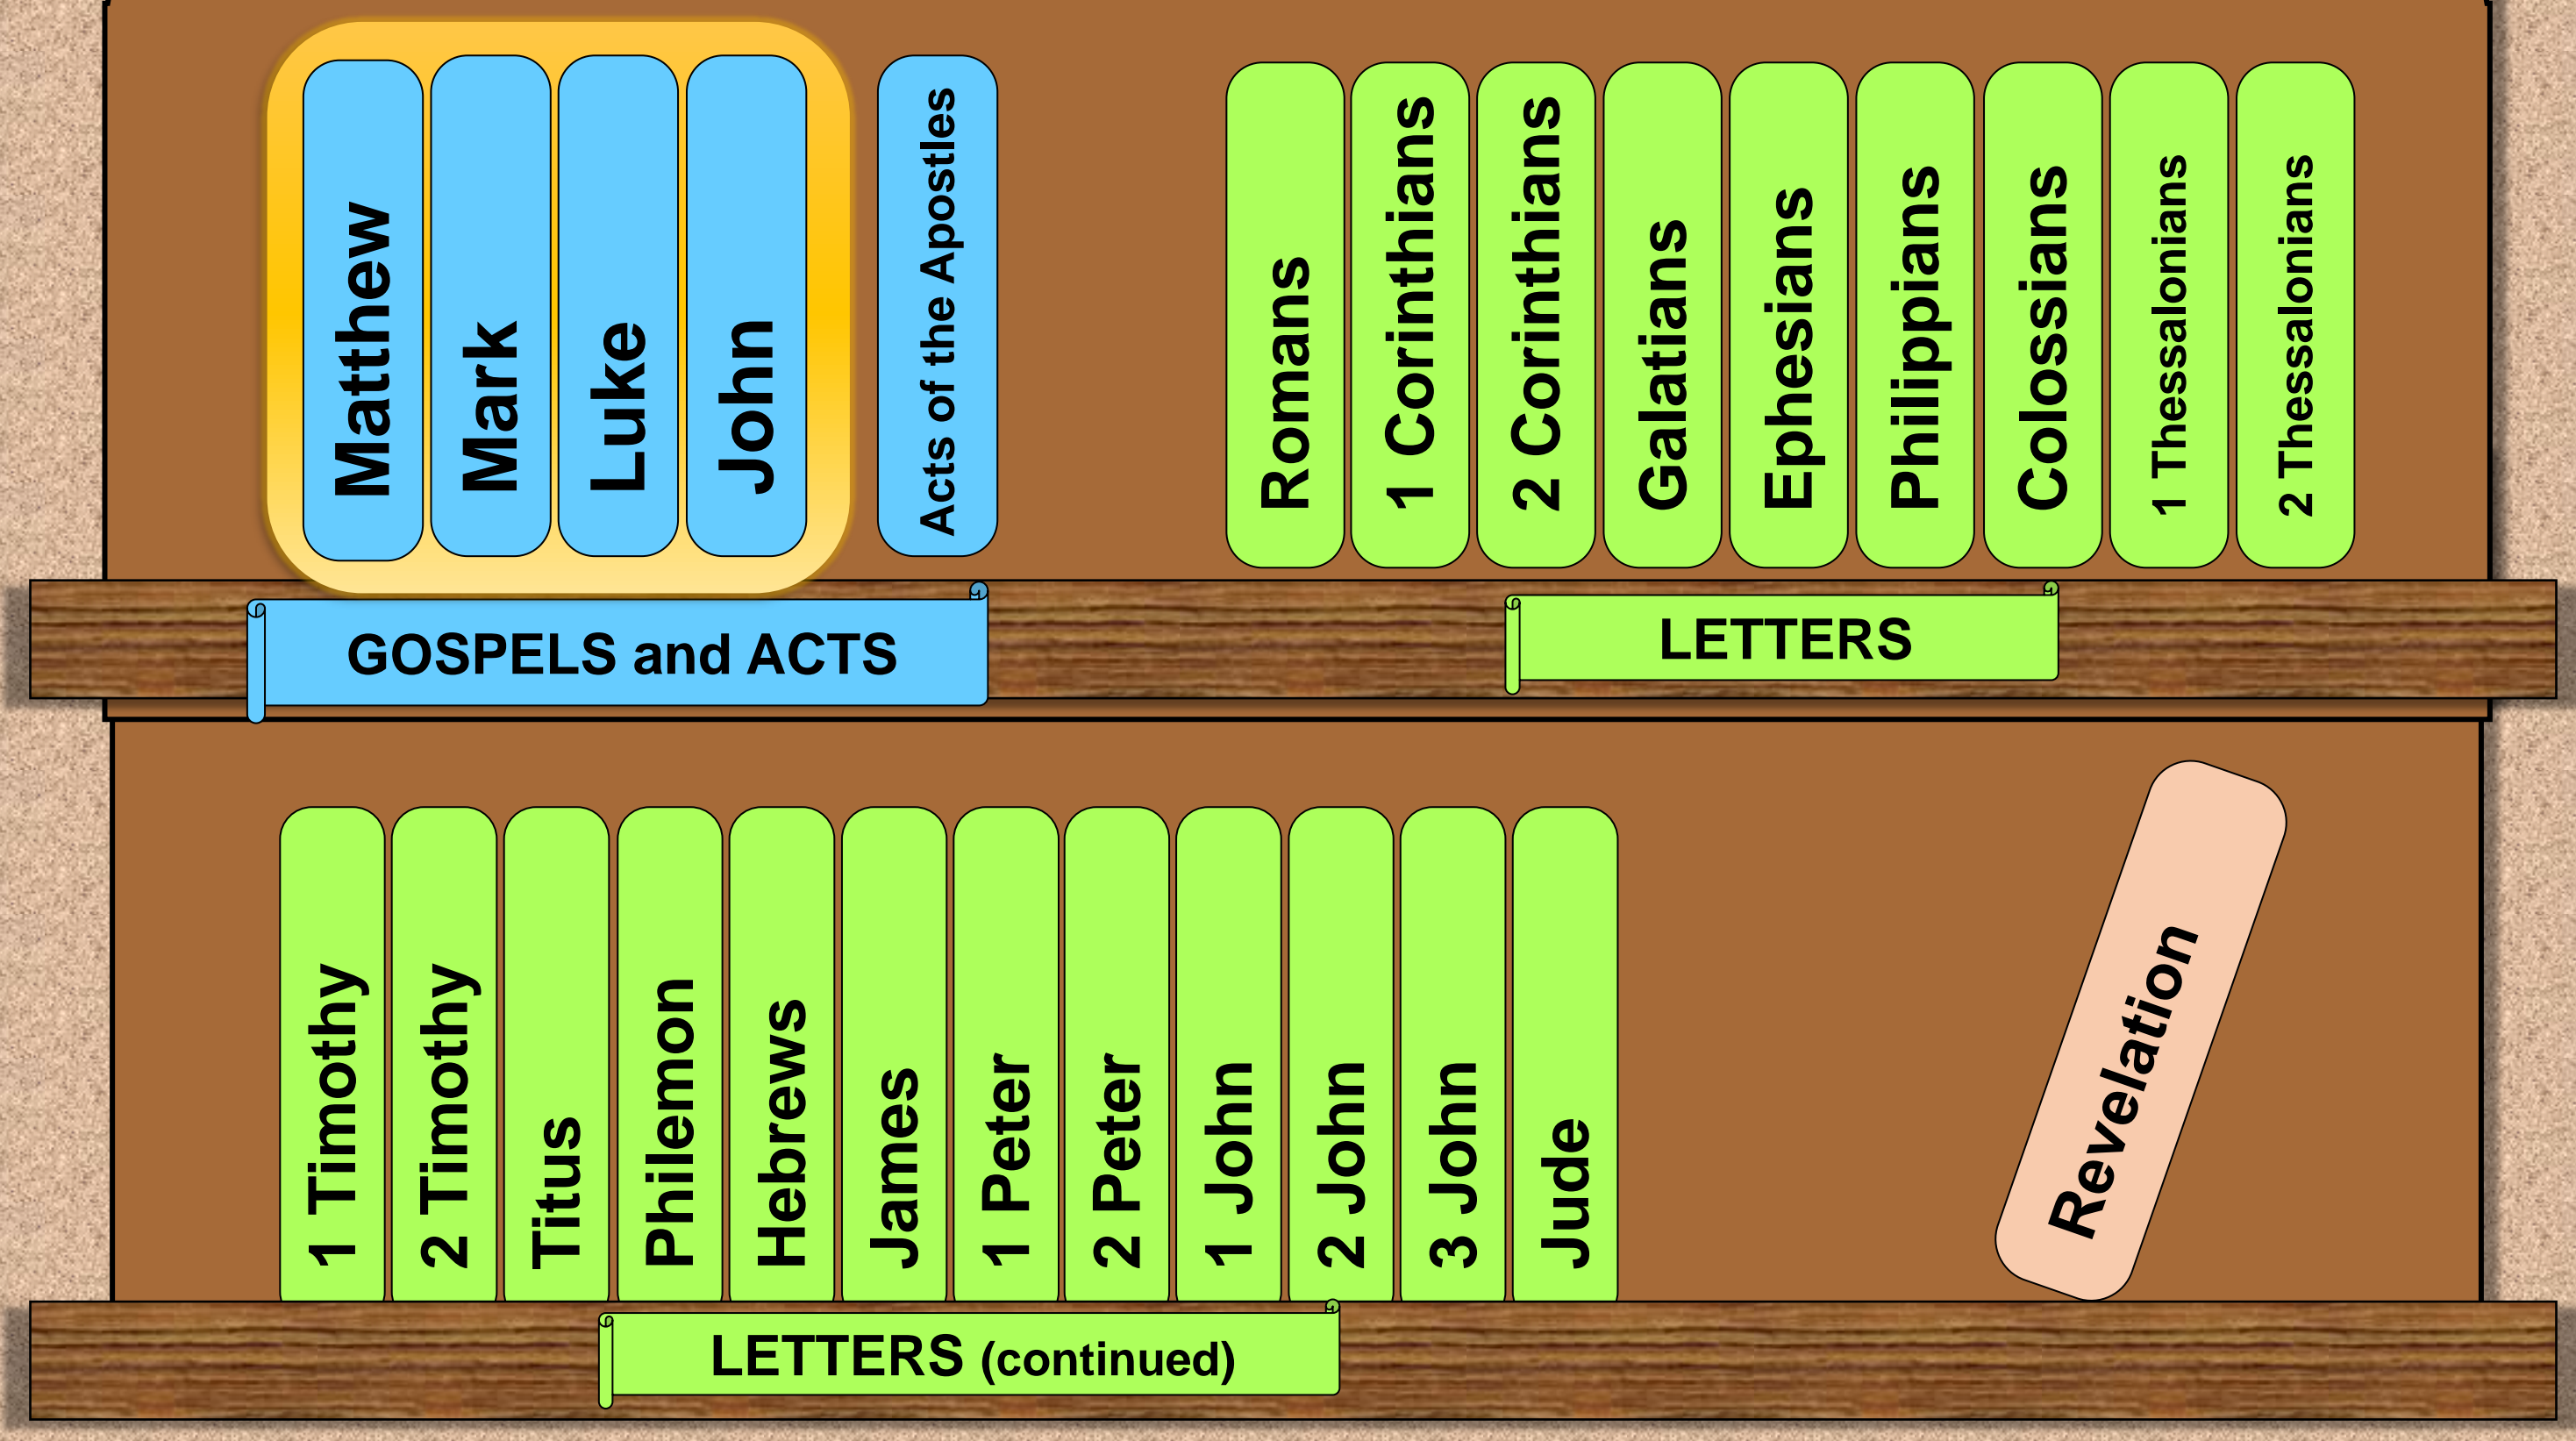 Matthew
Mark
Luke
John
Acts of the Apostles
Romans
1 Corinthians
2 Corinthians
Galatians
Ephesians
Philippians
Colossians
1 Thessalonians
2 Thessalonians
GOSPELS and ACTS
LETTERS
1 Timothy
2 Timothy
Titus
Philemon
Hebrews
James
1 Peter
2 Peter
1 John
2 John
3 John
Jude
Revelation
LETTERS (continued)